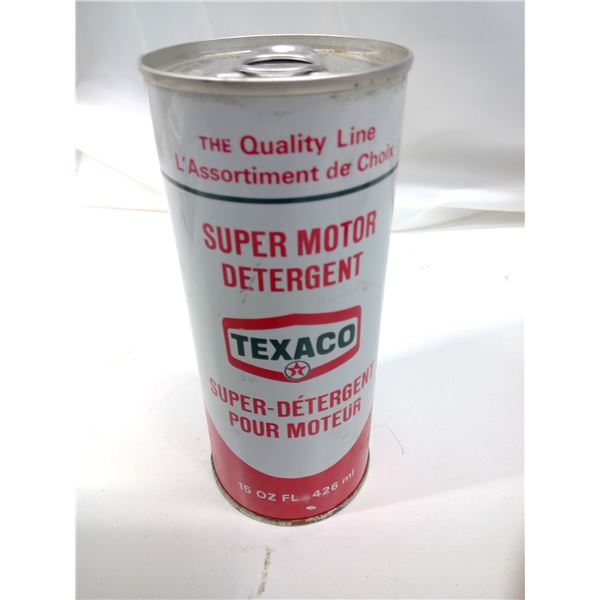 THE Quality Line
L'Assortiment de Choix
SUPER MOTOR
DETERGENT
TEXACO
T
SUPER-DÉTERGENT
POUR MOTEUR
15 OZ FL 426 ml